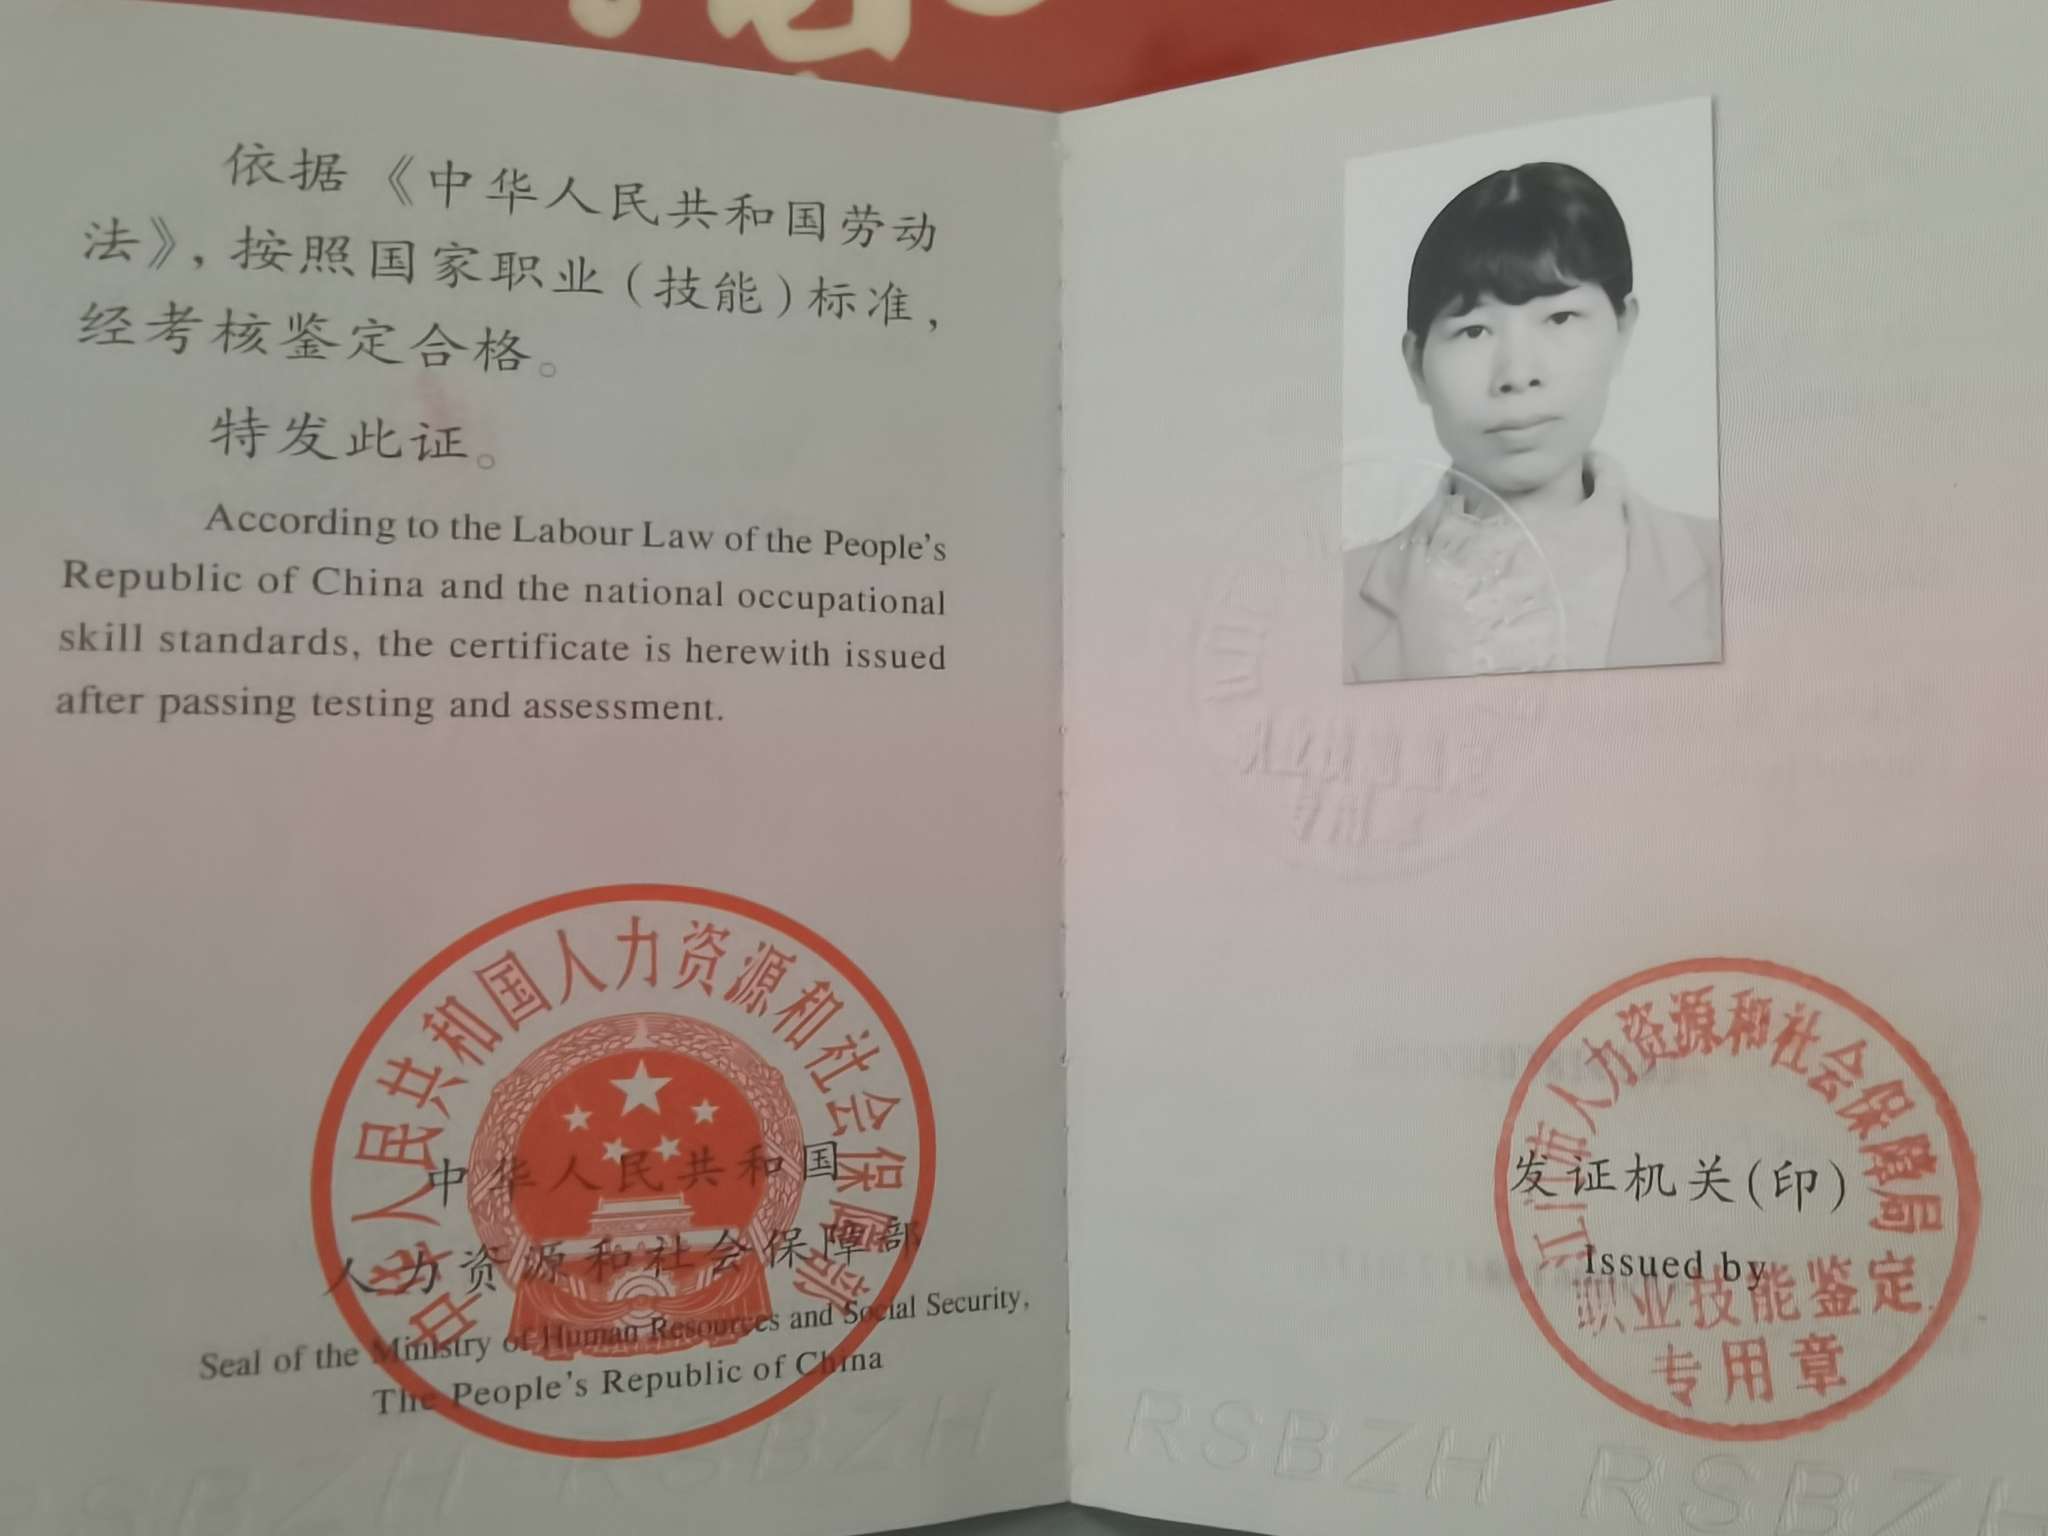 依据《中华人民共和国劳动
法》，按照国家职业（技能）标准，
经考核鉴定合格。
特发此证。
According to the Labour Law of the People's
Republic of China and the national occupational
skill standards, the certificate is herewith issued
after passing testing and assessment.
中华人民共和国人力资源和社会保障部
中华人民共和国
人力资源和社会保障部
Seal of the Ministry of Human Resources and Social Security,
The People's Republic of China
RSBZH RSBZH
江门市人力资源和社会保障局
发证机关（印）
Issued by
职业技能鉴定
专用章
RSBZH RSBZH